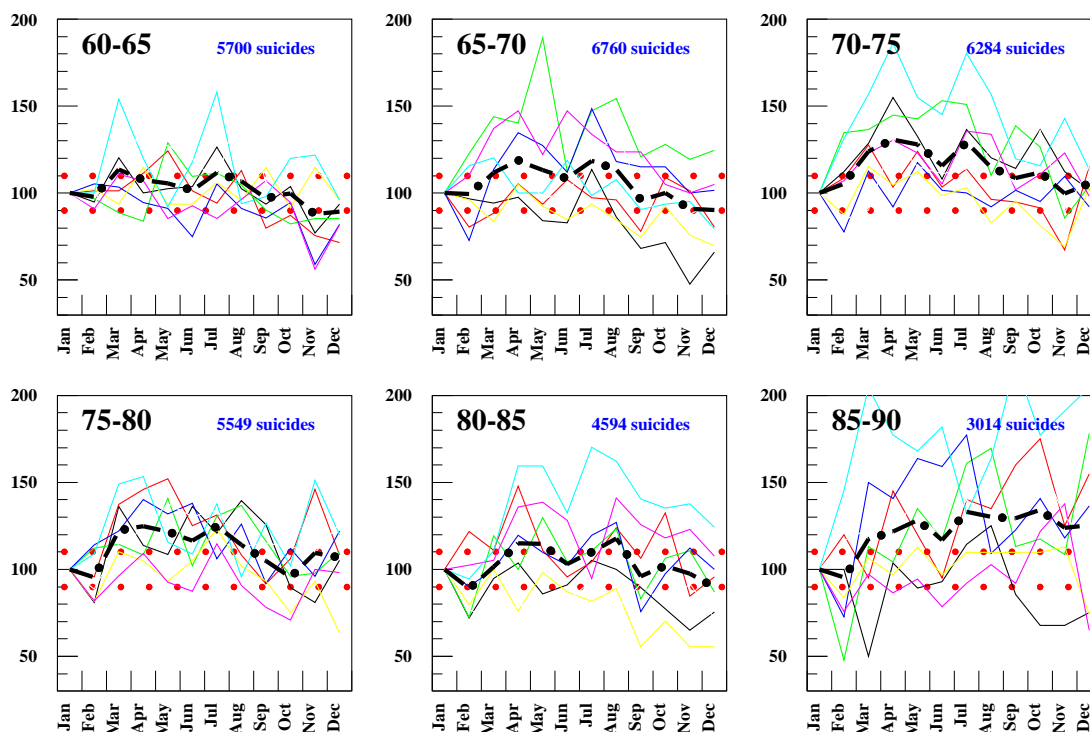 200
150
100
50
60-65
5700 suicides
Jan
Feb
Mar
Apr
May
Jun
Jul
Aug
Sep
Oct
Nov
Dec
200
150
100
50
65-70
6760 suicides
Jan
Feb
Mar
Apr
May
Jun
Jul
Aug
Sep
Oct
Nov
Dec
200
150
100
50
70-75
6284 suicides
Jan
Feb
Mar
Apr
May
Jun
Jul
Aug
Sep
Oct
Nov
Dec
200
150
100
50
75-80
5549 suicides
Jan
Feb
Mar
Apr
May
Jun
Jul
Aug
Sep
Oct
Nov
Dec
200
150
100
50
80-85
4594 suicides
Jan
Feb
Mar
Apr
May
Jun
Jul
Aug
Sep
Oct
Nov
Dec
200
150
100
50
85-90
3014 suicides
Jan
Feb
Mar
Apr
May
Jun
Jul
Aug
Sep
Oct
Nov
Dec